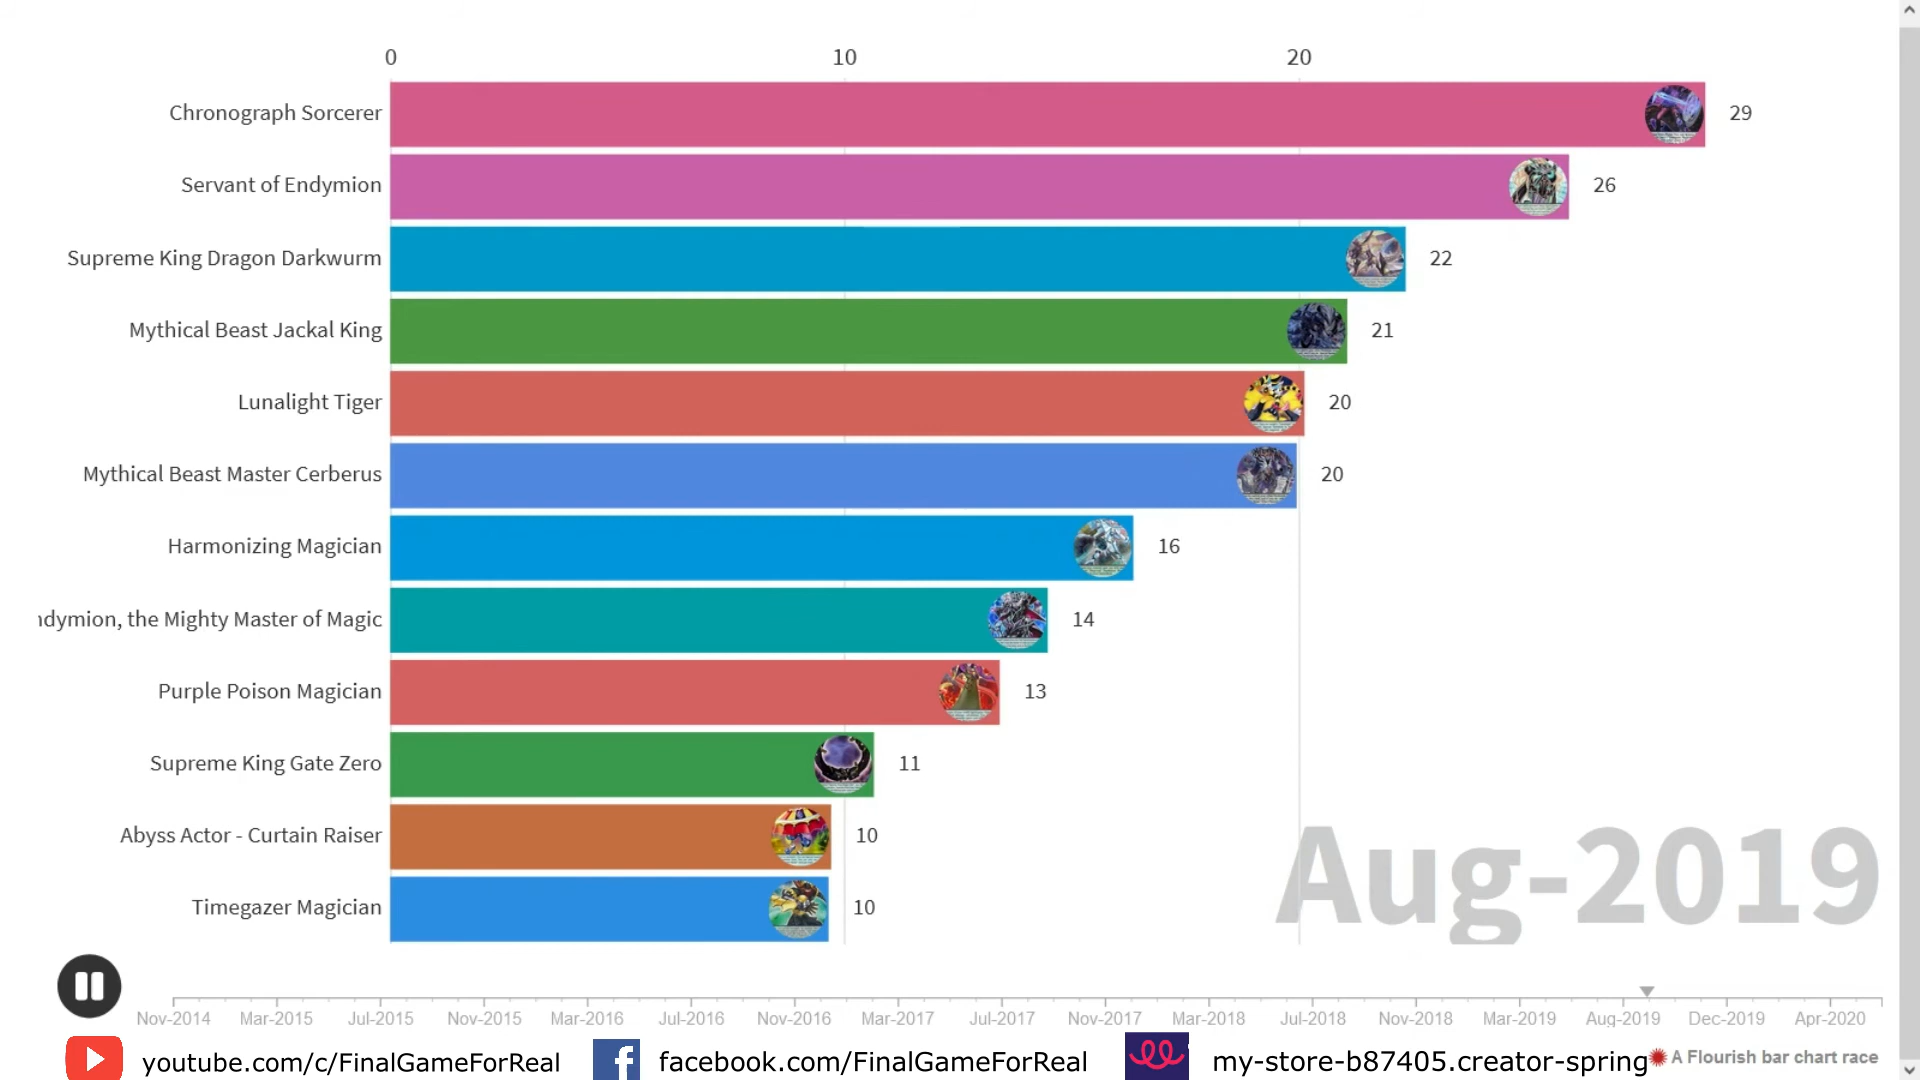 0 10 20
Chronograph Sorcerer 29
Servant of Endymion 26
Supreme King Dragon Darkwurm 22
Mythical Beast Jackal King 21
Lunalight Tiger 20
Mythical Beast Master Cerberus 20
Harmonizing Magician 16
ndymion, the Mighty Master of Magic 14
Purple Poison Magician 13
Supreme King Gate Zero 11
Abyss Actor - Curtain Raiser 10
Timegazer Magician 10
Aug-2019
Nov-2014 Mar-2015 Jul-2015 Nov-2015 Mar-2016 Jul-2016 Nov-2016 Mar-2017 Jul-2017 Nov-2017 Mar-2018 Jul-2018 Nov-2018 Mar-2019 Aug-2019 Dec-2019 Apr-2020
youtube.com/c/FinalGameForReal facebook.com/FinalGameForReal my-store-b87405.creator-spring A Flourish bar chart race